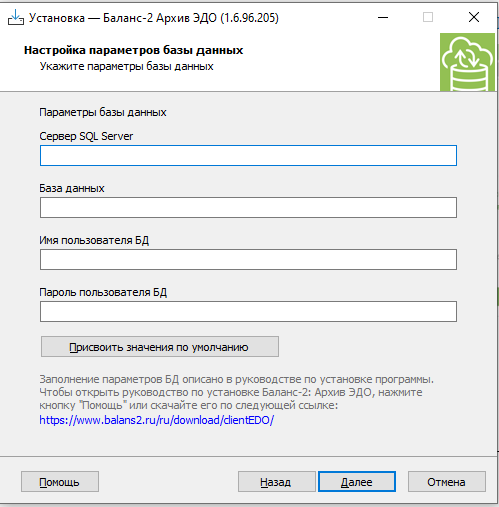 Установка — Баланс-2 Архив ЭДО (1.6.96.205)
Настройка параметров базы данных
Укажите параметры базы данных
Параметры базы данных
Сервер SQL Server
База данных
Имя пользователя БД
Пароль пользователя БД
Присвоить значения по умолчанию
Заполнение параметров БД описано в руководстве по установке программы.
Чтобы открыть руководство по установке Баланс-2: Архив ЭДО, нажмите
кнопку "Помощь" или скачайте его по следующей ссылке:
https://www.balans2.ru/ru/download/clientEDO/
Помощь Назад Далее Отмена